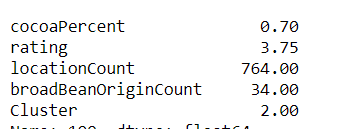 cocoaPercent 0.70
rating 3.75
locationCount 764.00
broadBeanOriginCount 34.00
Cluster 2.00